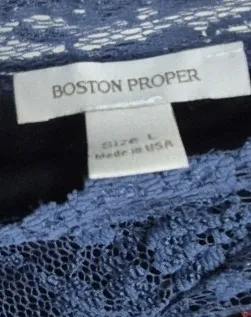 BOSTON PROPER
Size L
Made in USA